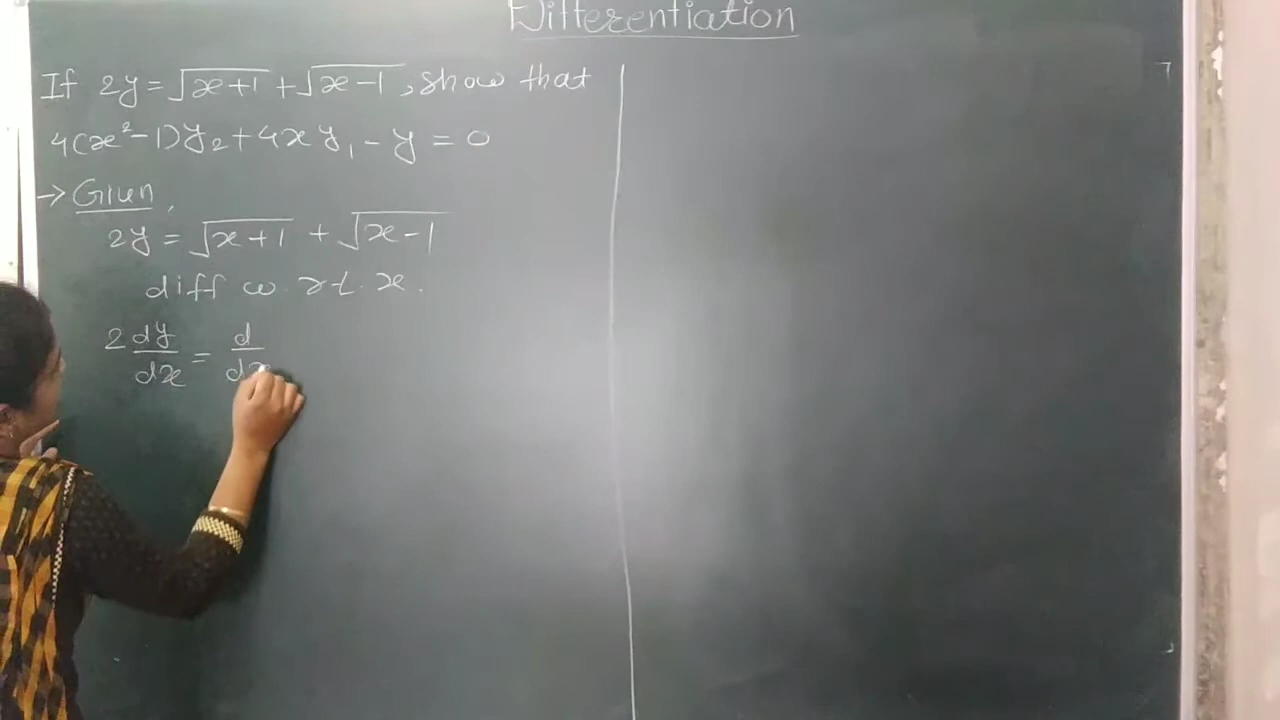 Differentiation
If 2y = √(x+1) + √(x-1), show that
4(x²-1)y₂ + 4xy₁ - y = 0
→ Given,
2y = √(x+1) + √(x-1)
diff w.r.t. x.
2 dy/dx = d/dx